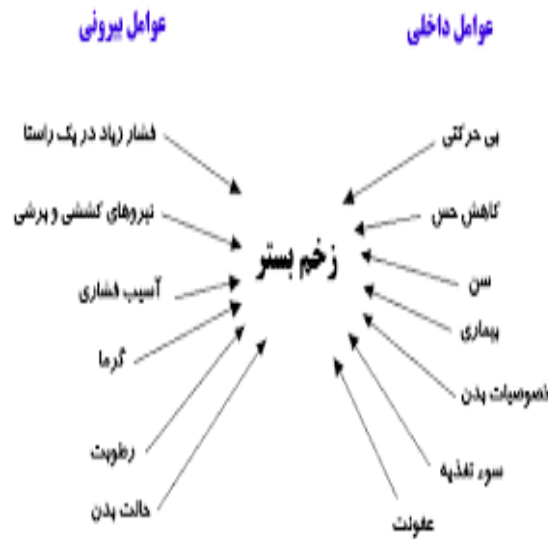 عوامل داخلی
عوامل بیرونی
بی حرکتی
کاهش حس
سن
بیماری
خصوصیات بدن
سوء تغذیه
عفونت
زخم بستر
فشار زیاد در یک راستا
نیروهای کششی و برشی
آسیب فشاری
گرما
رطوبت
حالت بدن